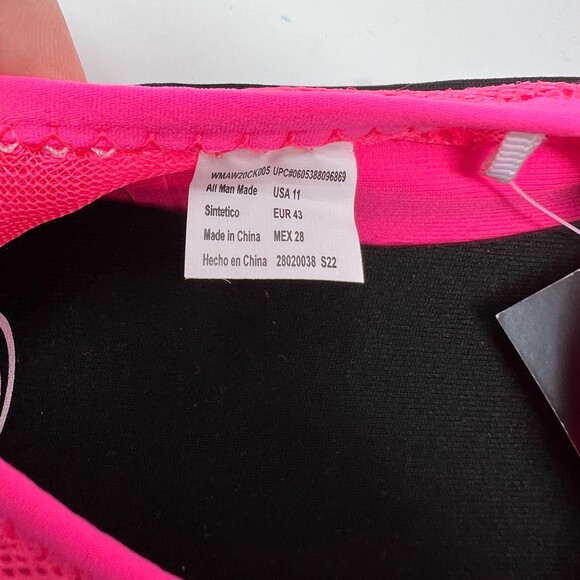 WMAW20CK005 UPC#0605388096869
All Man Made USA 11
Sintetico EUR 43
Made in China MEX 28
Hecho en China 28020038 S22